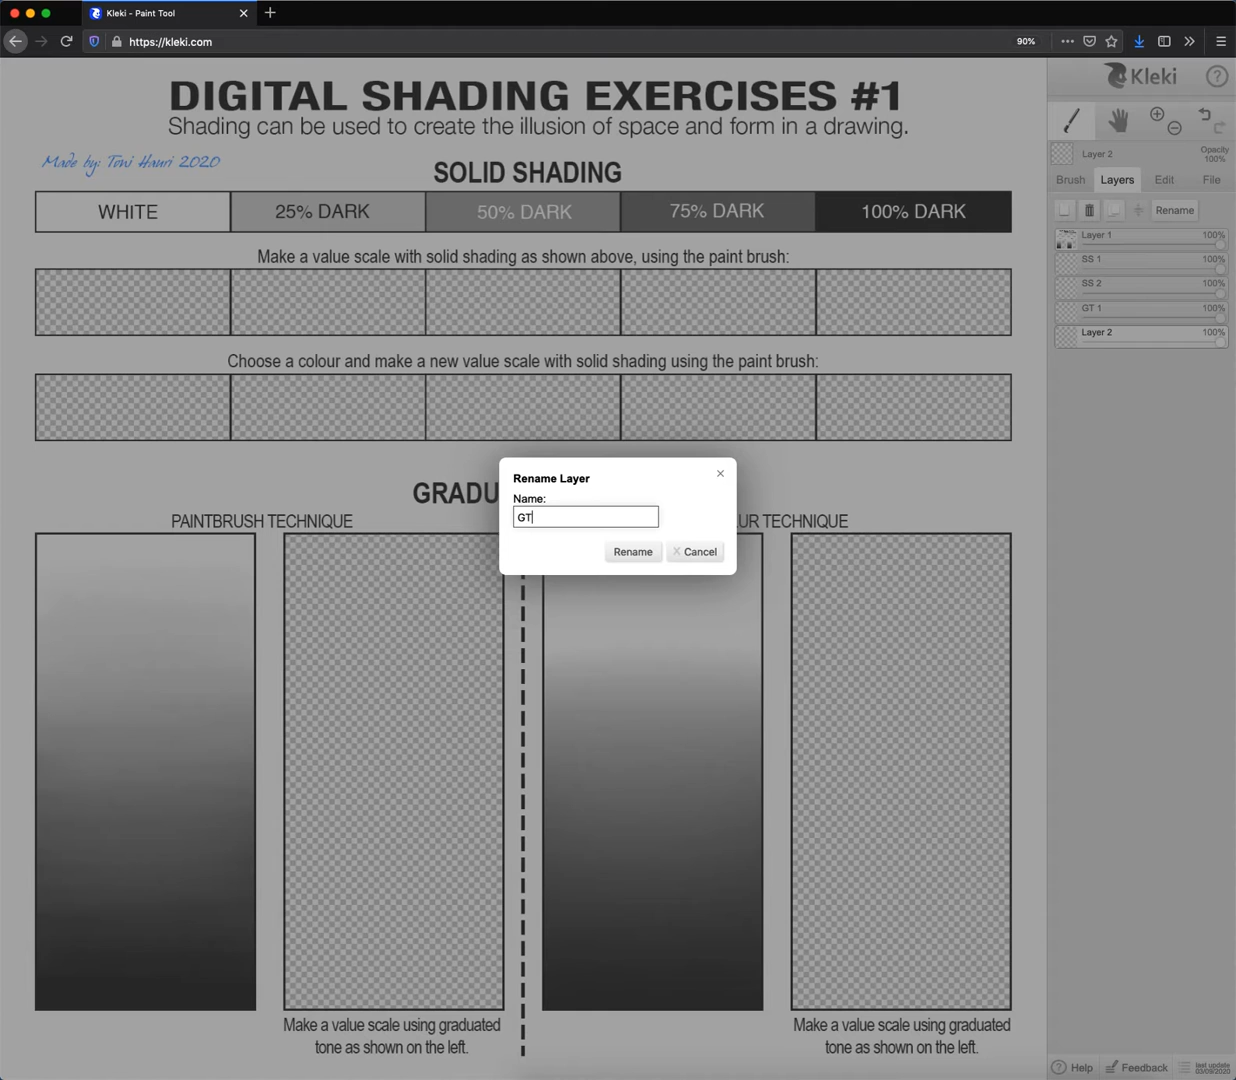 Kleki - Paint Tool
https://kleki.com
90%
DIGITAL SHADING EXERCISES #1
Shading can be used to create the illusion of space and form in a drawing.
Made by: Toni Hauri 2020
SOLID SHADING
WHITE
25% DARK
50% DARK
75% DARK
100% DARK
Make a value scale with solid shading as shown above, using the paint brush:
Choose a colour and make a new value scale with solid shading using the paint brush:
GRADU
PAINTBRUSH TECHNIQUE
UR TECHNIQUE
Make a value scale using graduated
tone as shown on the left.
Make a value scale using graduated
tone as shown on the left.
Rename Layer
Name:
GT
Rename
Cancel
Kleki
Layer 2
Opacity
100%
Brush
Layers
Edit
File
Rename
Layer 1 100%
SS 1 100%
SS 2 100%
GT 1 100%
Layer 2 100%
Help
Feedback
last update
03/09/2020